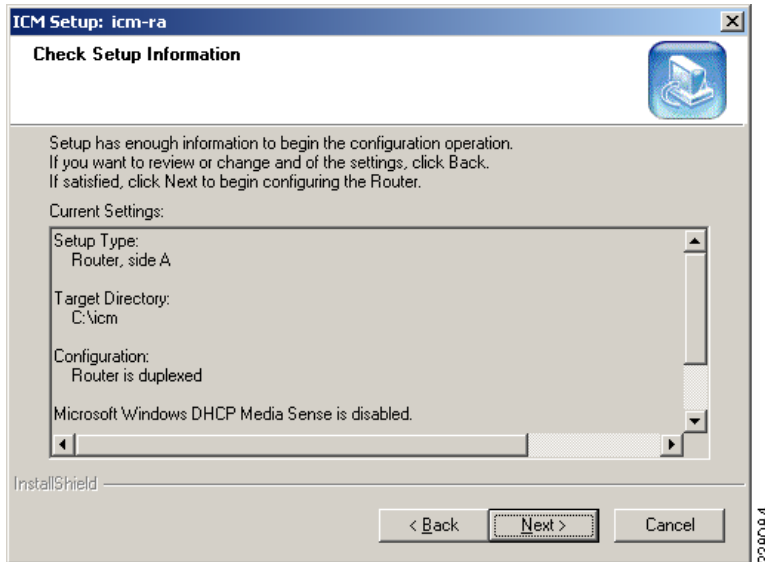 ICM Setup: icm-ra
Check Setup Information
Setup has enough information to begin the configuration operation.
If you want to review or change and of the settings, click Back.
If satisfied, click Next to begin configuring the Router.
Current Settings:
Setup Type:
Router, side A
Target Directory:
C:\icm
Configuration:
Router is duplexed
Microsoft Windows DHCP Media Sense is disabled.
InstallShield
< Back
Next >
Cancel